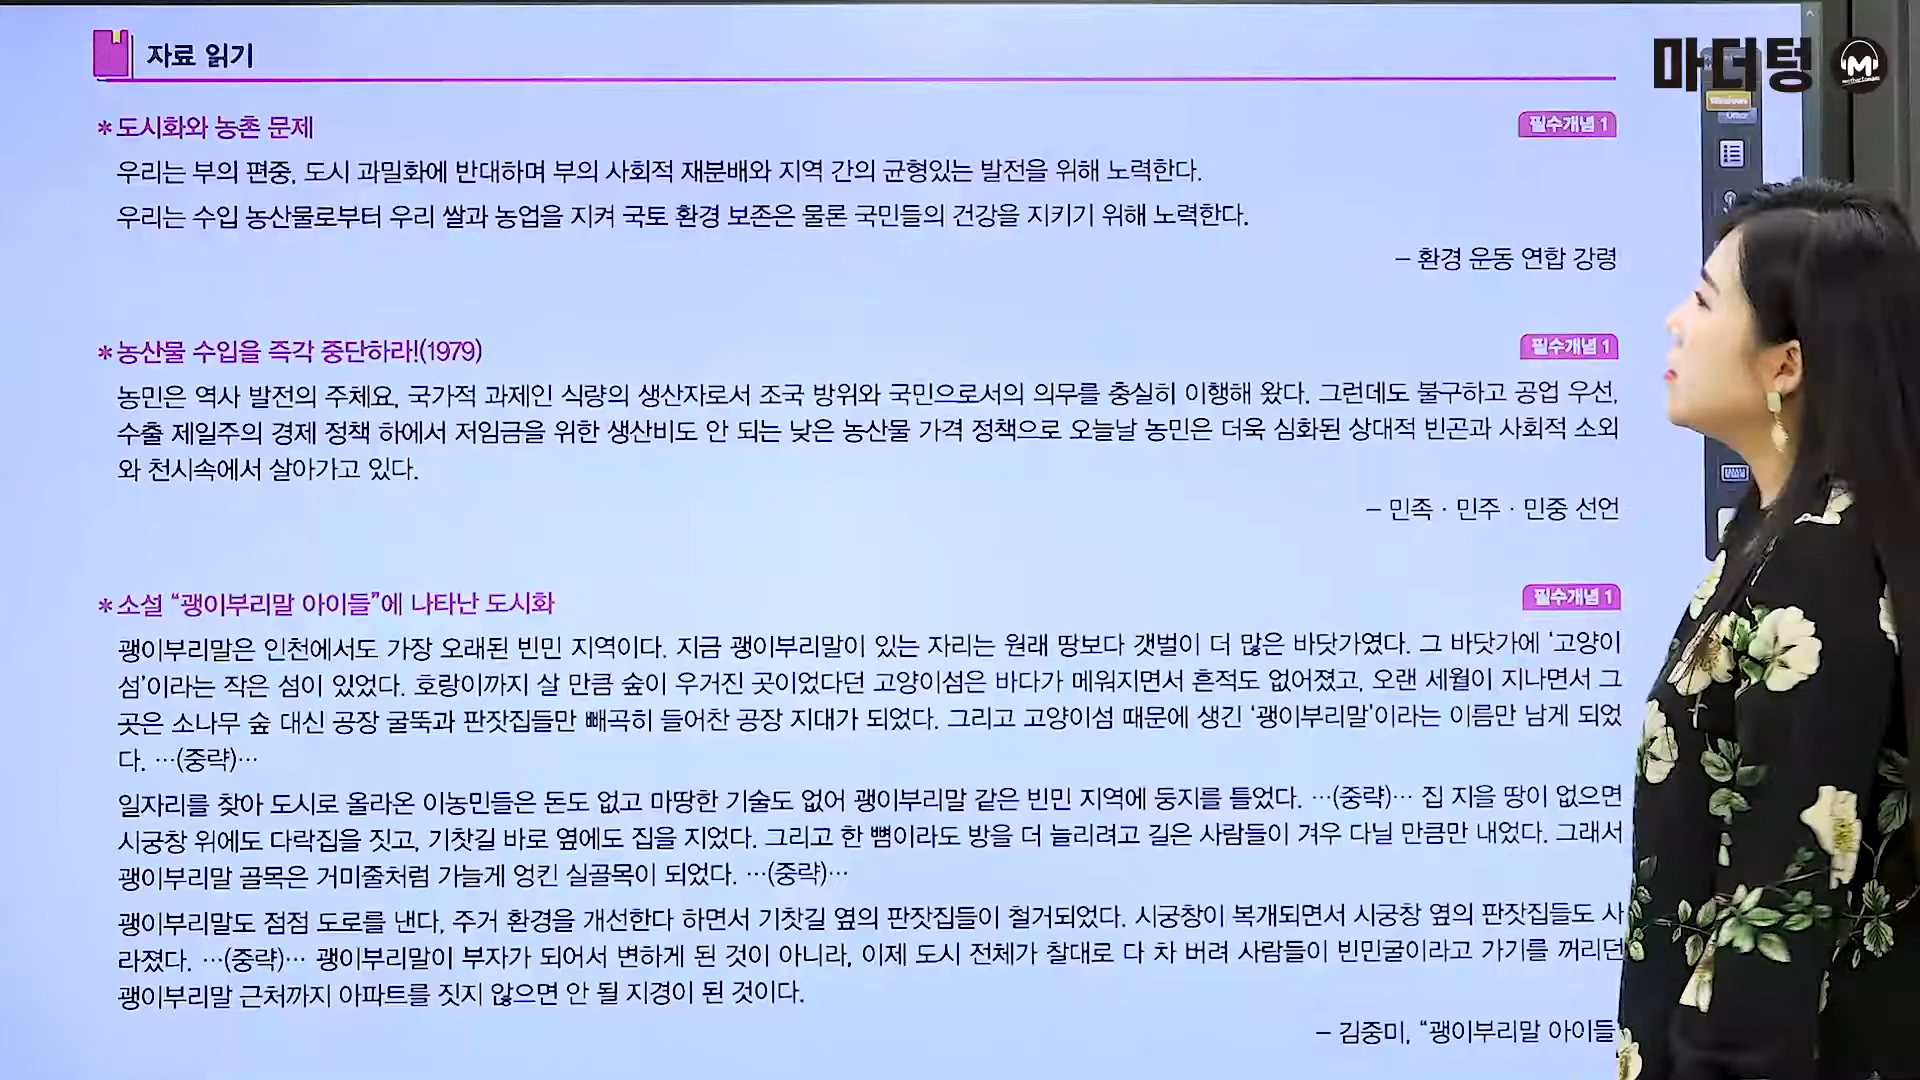 자료 읽기
마더텅
M
Windows
Office
*도시화와 농촌 문제
필수개념 1
우리는 부의 편중, 도시 과밀화에 반대하며 부의 사회적 재분배와 지역 간의 균형있는 발전을 위해 노력한다.
우리는 수입 농산물로부터 우리 쌀과 농업을 지켜 국토 환경 보존은 물론 국민들의 건강을 지키기 위해 노력한다.
– 환경 운동 연합 강령
*농산물 수입을 즉각 중단하라!(1979)
필수개념 1
농민은 역사 발전의 주체요, 국가적 과제인 식량의 생산자로서 조국 방위와 국민으로서의 의무를 충실히 이행해 왔다. 그런데도 불구하고 공업 우선,
수출 제일주의 경제 정책 하에서 저임금을 위한 생산비도 안 되는 낮은 농산물 가격 정책으로 오늘날 농민은 더욱 심화된 상대적 빈곤과 사회적 소외
와 천시속에서 살아가고 있다.
– 민족 · 민주 · 민중 선언
*소설 “괭이부리말 아이들”에 나타난 도시화
필수개념 1
괭이부리말은 인천에서도 가장 오래된 빈민 지역이다. 지금 괭이부리말이 있는 자리는 원래 땅보다 갯벌이 더 많은 바닷가였다. 그 바닷가에 ‘고양이
섬’이라는 작은 섬이 있었다. 호랑이까지 살 만큼 숲이 우거진 곳이었다던 고양이섬은 바다가 메워지면서 흔적도 없어졌고, 오랜 세월이 지나면서 그
곳은 소나무 숲 대신 공장 굴뚝과 판잣집들만 빼곡히 들어찬 공장 지대가 되었다. 그리고 고양이섬 때문에 생긴 ‘괭이부리말’이라는 이름만 남게 되었
다. …(중략)…
일자리를 찾아 도시로 올라온 이농민들은 돈도 없고 마땅한 기술도 없어 괭이부리말 같은 빈민 지역에 둥지를 틀었다. …(중략)… 집 지을 땅이 없으면
시궁창 위에도 다락집을 짓고, 기찻길 바로 옆에도 집을 지었다. 그리고 한 뼘이라도 방을 더 늘리려고 길은 사람들이 겨우 다닐 만큼만 내었다. 그래서
괭이부리말 골목은 거미줄처럼 가늘게 엉킨 실골목이 되었다. …(중략)…
괭이부리말도 점점 도로를 낸다, 주거 환경을 개선한다 하면서 기찻길 옆의 판잣집들이 철거되었다. 시궁창이 복개되면서 시궁창 옆의 판잣집들도 사
라졌다. …(중략)… 괭이부리말이 부자가 되어서 변하게 된 것이 아니라, 이제 도시 전체가 찰대로 다 차 버려 사람들이 빈민굴이라고 가기를 꺼리던
괭이부리말 근처까지 아파트를 짓지 않으면 안 될 지경이 된 것이다.
– 김중미, “괭이부리말 아이들